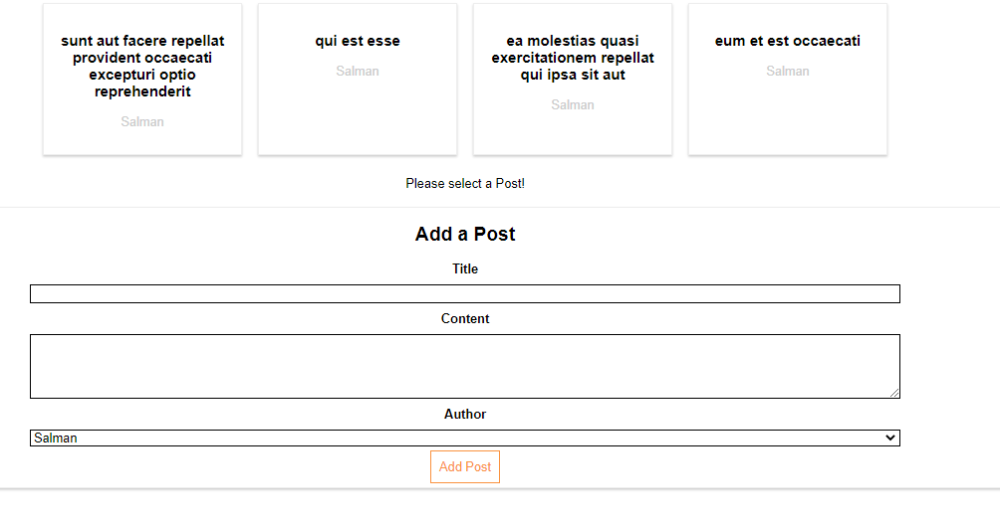 sunt aut facere repellat
provident occaecati
excepturi optio
reprehenderit
Salman
qui est esse
Salman
ea molestias quasi
exercitationem repellat
qui ipsa sit aut
Salman
eum et est occaecati
Salman
Please select a Post!
Add a Post
Title
Content
Author
Salman
Add Post